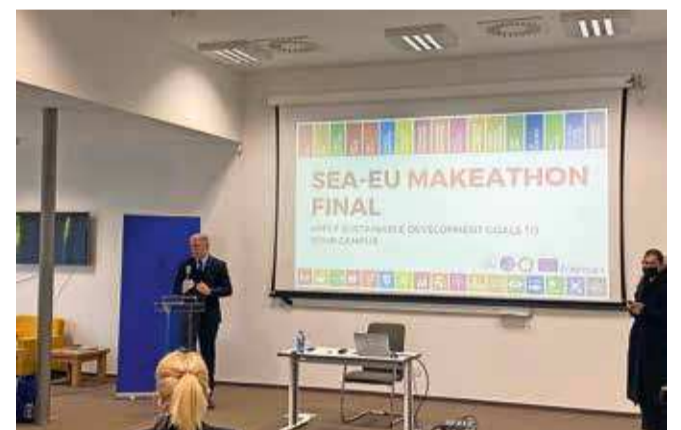 SEA-EU MAKEATHON
FINAL
APPLY SUSTAINABLE DEVELOPMENT GOALS TO
YOUR CAMPUS